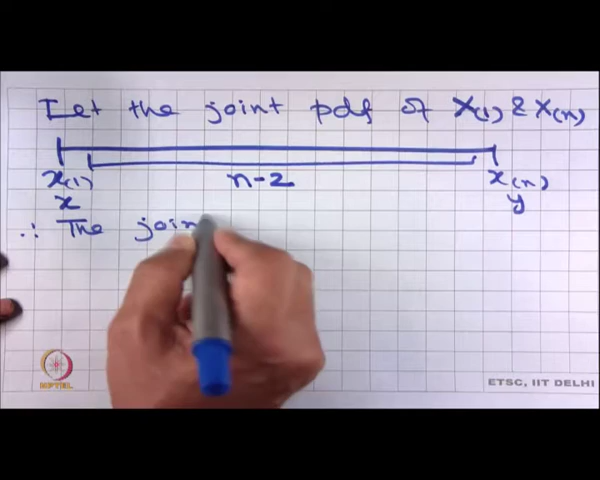 Let the joint pdf of X(1) & X(n)
x(1) n-2 x(n)
x y
∴ The join
NPTEL
ETSC, IIT DELHI